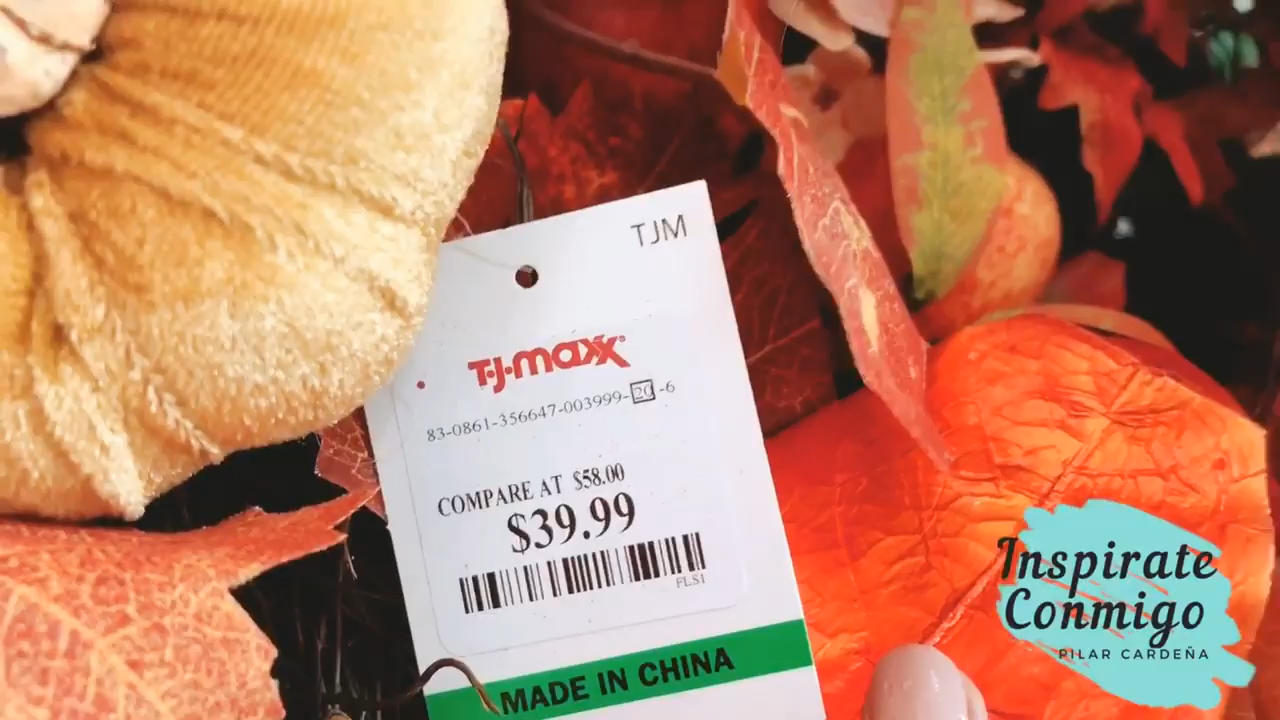 TJM
T•J•maxx®
83-0861-356647-003999-20-6
COMPARE AT $58.00
$39.99
FLS1
MADE IN CHINA
Inspirate
Conmigo
PILAR CARDEÑA